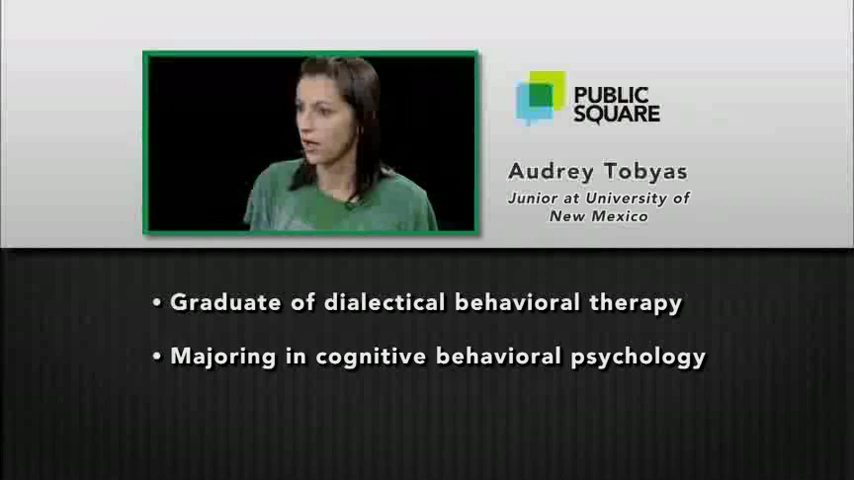 PUBLIC
SQUARE
Audrey Tobyas
Junior at University of
New Mexico
• Graduate of dialectical behavioral therapy
• Majoring in cognitive behavioral psychology